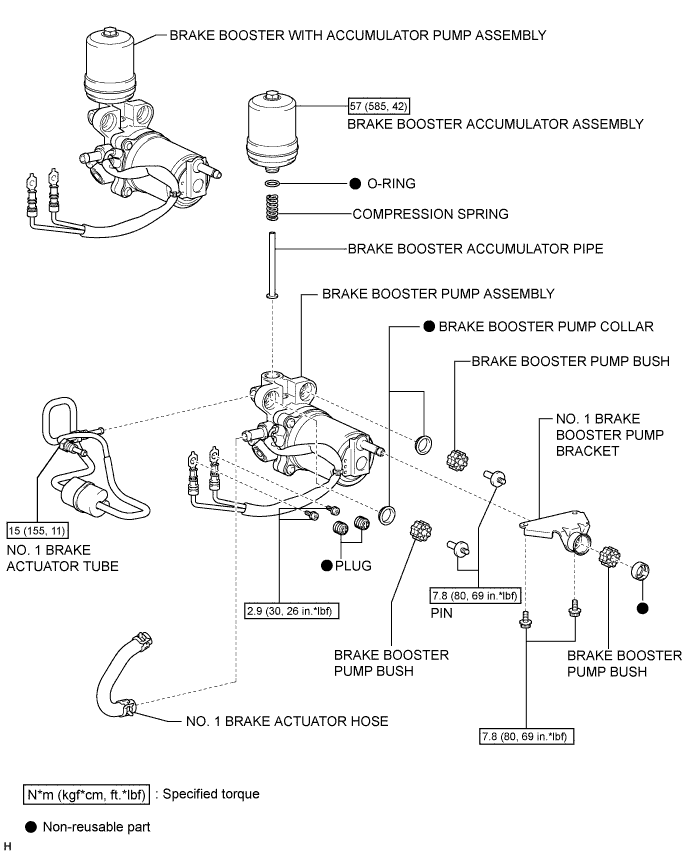 BRAKE BOOSTER WITH ACCUMULATOR PUMP ASSEMBLY
57 (585, 42)
BRAKE BOOSTER ACCUMULATOR ASSEMBLY
O-RING
COMPRESSION SPRING
BRAKE BOOSTER ACCUMULATOR PIPE
BRAKE BOOSTER PUMP ASSEMBLY
BRAKE BOOSTER PUMP COLLAR
BRAKE BOOSTER PUMP BUSH
NO. 1 BRAKE
BOOSTER PUMP
BRACKET
15 (155, 11)
NO. 1 BRAKE
ACTUATOR TUBE
PLUG
2.9 (30, 26 in.*lbf)
7.8 (80, 69 in.*lbf)
PIN
BRAKE BOOSTER
PUMP BUSH
BRAKE BOOSTER
PUMP BUSH
NO. 1 BRAKE ACTUATOR HOSE
7.8 (80, 69 in.*lbf)
N*m (kgf*cm, ft.*lbf) : Specified torque
Non-reusable part
H